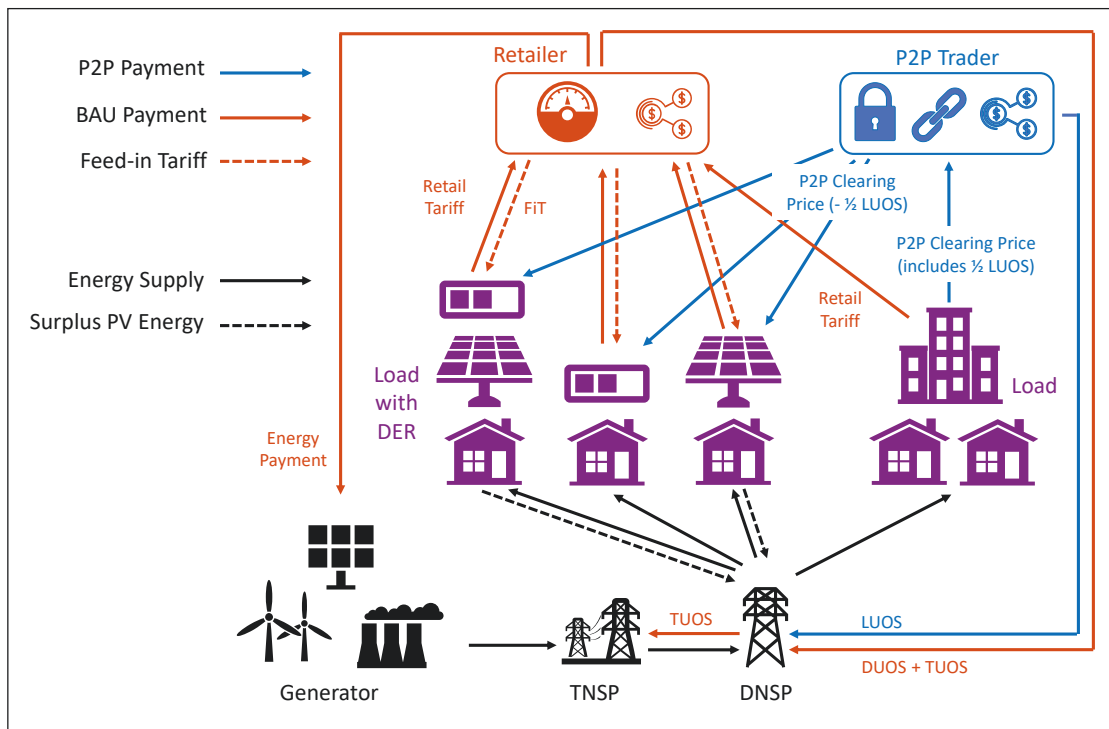 Retailer
P2P Trader
P2P Payment
BAU Payment
Feed-in Tariff
$
$
$
$
$
$
Retail
Tariff
FiT
P2P Clearing
Price (- ½ LUOS)
P2P Clearing Price
(includes ½ LUOS)
Energy Supply
Surplus PV Energy
Retail
Tariff
Load
with
DER
Load
Energy
Payment
TUOS
LUOS
DUOS + TUOS
Generator
TNSP
DNSP